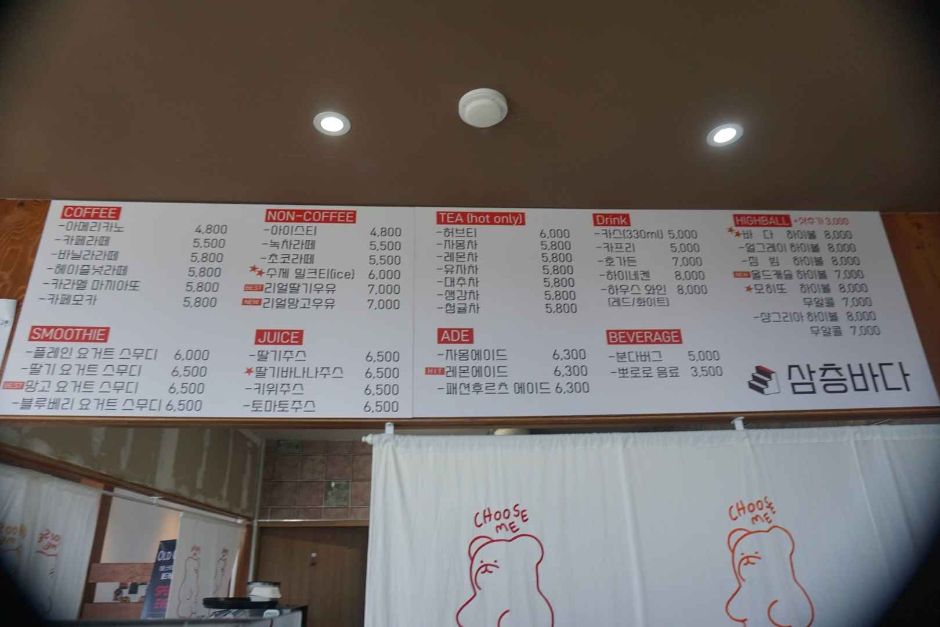 COFFEE
-아메리카노 4,800
-카페라떼 5,500
-바닐라라떼 5,800
-헤이즐넛라떼 5,800
-카라멜 마지아또 5,800
-카페모카 5,800
NON-COFFEE
-아이스티 4,800
-녹차라떼 5,500
-초코라떼 5,500
수제 밀크티(ice) 6,000
BEST 리얼딸기우유 7,000
NEW 리얼망고우유 7,000
TEA (hot only)
-허브티 6,000
-자몽차 5,800
-레몬차 5,800
-유자차 5,800
-대추차 5,800
-생강차 5,800
-청귤차 5,800
Drink
-카스(330ml) 5,000
-카프리 5,000
-호가든 7,000
-하이네켄 8,000
-하우스 와인 8,000
(레드/화이트)
HIGHBALL
바 다 하이볼 8,000
-얼그레이 하이볼 8,000
-짐 빔 하이볼 8,000
NEW 올드캐슬 하이볼 7,000
모히또 하이볼 8,000
무알콜 7,000
-샹그리아 하이볼 8,000
무알콜 7,000
SMOOTHIE
-플레인 요거트 스무디 6,000
-딸기 요거트 스무디 6,500
BEST 망고 요거트 스무디 6,500
-블루베리 요거트 스무디 6,500
JUICE
-딸기주스 6,500
딸기바나나주스 6,500
-키위주스 6,500
-토마토주스 6,500
ADE
-자몽에이드 6,300
HIT 레몬에이드 6,300
-패션후르츠 에이드 6,300
BEVERAGE
-분다버그 5,000
-뽀로로 음료 3,500
삼층바다
CHOOSE
ME
CHOOSE
ME